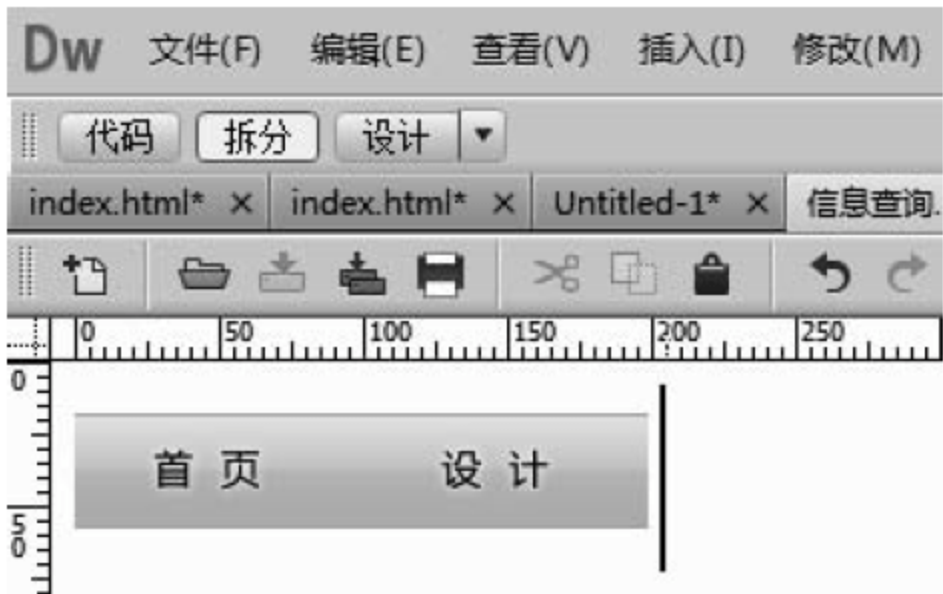 Dw 文件(F) 编辑(E) 查看(V) 插入(I) 修改(M)
代码 拆分 设计
index.html* × index.html* × Untitled-1* × 信息查询.
0 50 100 150 200 250
0
首 页 设 计
50